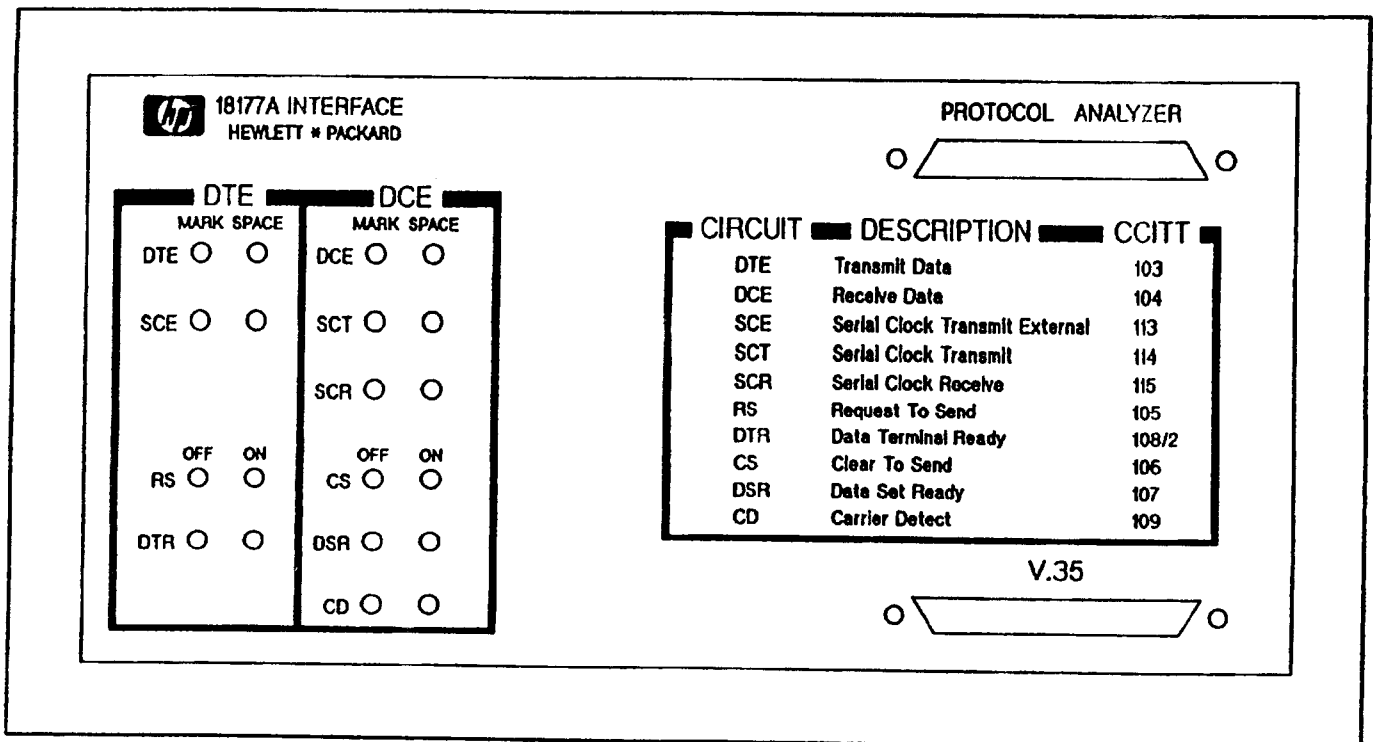 hp 18177A INTERFACE
HEWLETT * PACKARD
PROTOCOL ANALYZER
DTE DCE
MARK SPACE MARK SPACE
DTE DCE
SCE SCT
SCR
OFF ON OFF ON
RS CS
DTR DSR
CD
CIRCUIT DESCRIPTION CCITT
DTE Transmit Data 103
DCE Receive Data 104
SCE Serial Clock Transmit External 113
SCT Serial Clock Transmit 114
SCR Serial Clock Receive 115
RS Request To Send 105
DTR Data Terminal Ready 108/2
CS Clear To Send 106
DSR Data Set Ready 107
CD Carrier Detect 109
V.35